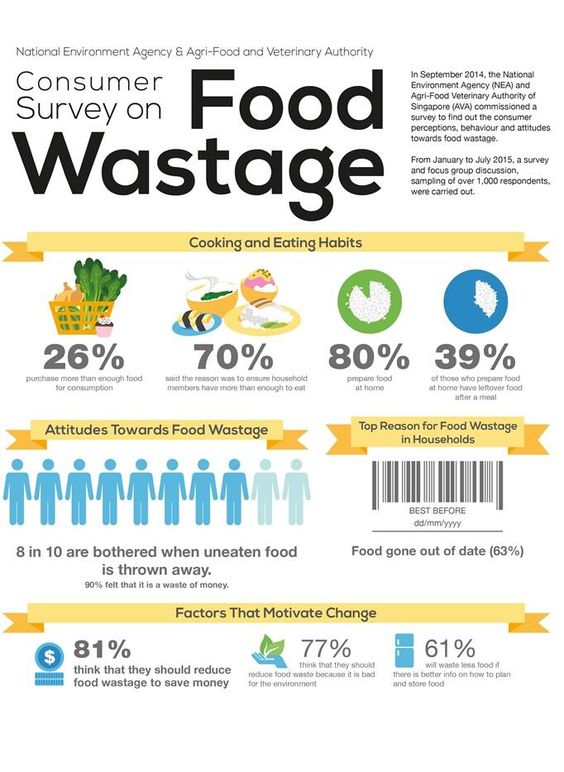 National Environment Agency & Agri-Food and Veterinary Authority
Consumer
Survey on
Food
Wastage
In September 2014, the National
Environment Agency (NEA) and
Agri-Food Veterinary Authority of
Singapore (AVA) commissioned a
survey to find out the consumer
perceptions, behaviour and attitudes
towards food wastage.
From January to July 2015, a survey
and focus group discussion,
sampling of over 1,000 respondents,
were carried out.
Cooking and Eating Habits
26%
purchase more than enough food
for consumption
70%
said the reason was to ensure household
members have more than enough to eat
80%
prepare food
at home
39%
of those who prepare food
at home have leftover food
after a meal
Attitudes Towards Food Wastage
8 in 10 are bothered when uneaten food
is thrown away.
90% felt that it is a waste of money.
Top Reason for Food Wastage
in Households
BEST BEFORE
dd/mm/yyyy
Food gone out of date (63%)
Factors That Motivate Change
$
81%
think that they should reduce
food wastage to save money
77%
think that they should
reduce food waste because it is bad
for the environment
61%
will waste less food if
there is better info on how to plan
and store food